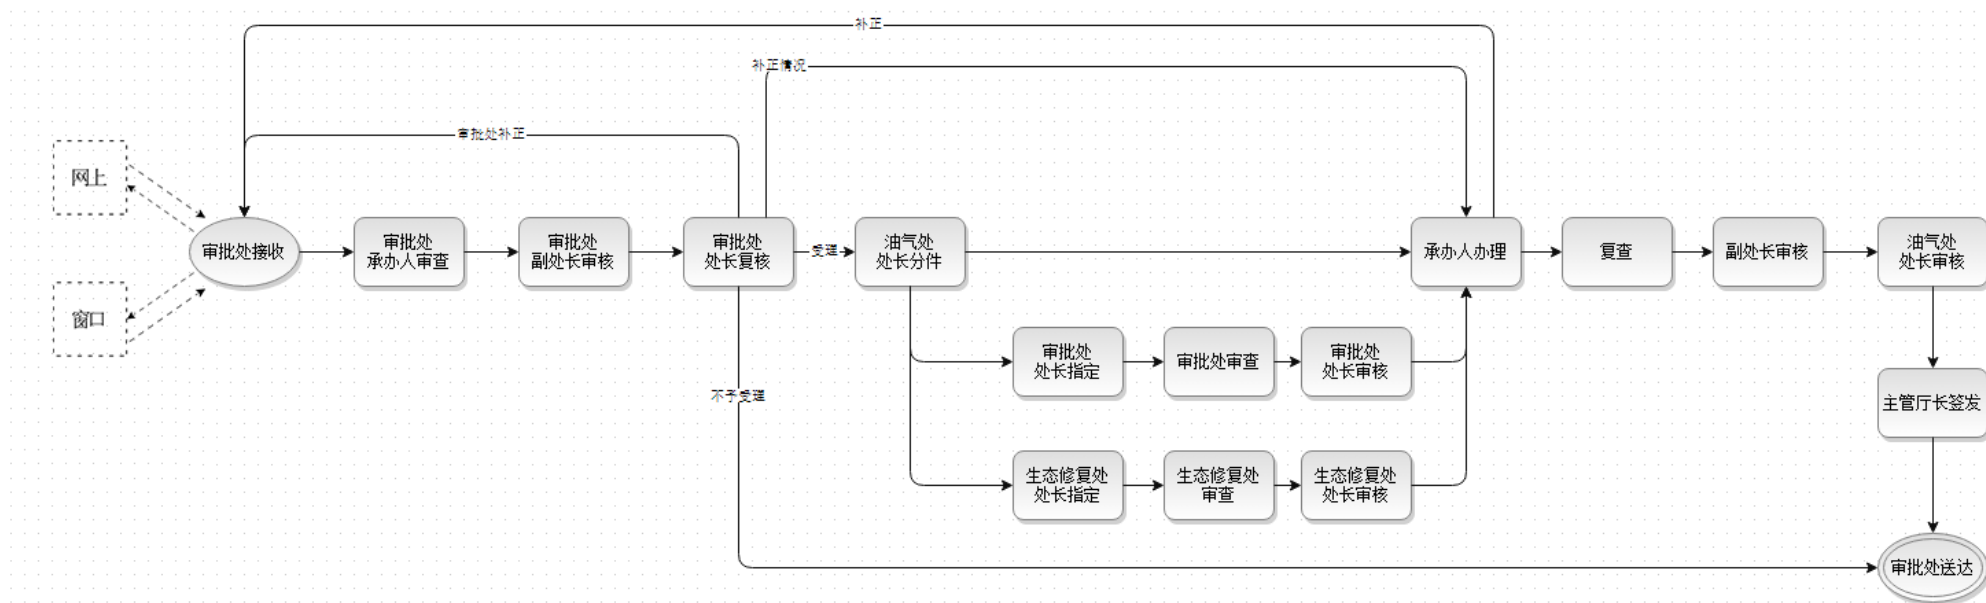 补正
补正情况
审批处补正
网上
审批处接收
审批处
承办人审查
审批处
副处长审核
审批处
处长复核
受理
油气处
处长分件
承办人办理
复查
副处长审核
油气处
处长审核
窗口
审批处
处长指定
审批处审查
审批处
处长审核
不予受理
主管厅长签发
生态修复处
处长指定
生态修复处
审查
生态修复处
处长审核
审批处送达